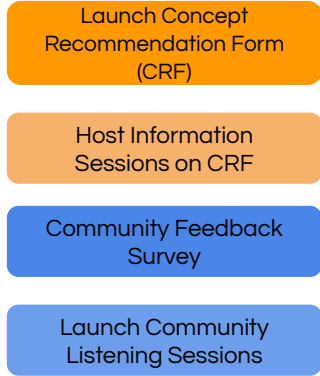 Launch Concept
Recommendation Form
(CRF)
Host Information
Sessions on CRF
Community Feedback
Survey
Launch Community
Listening Sessions